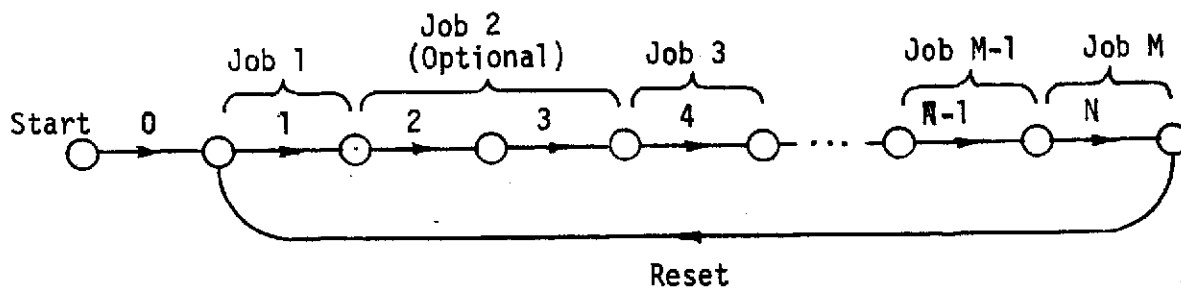 Job 1
Job 2
(Optional)
Job 3
Job M-1
Job M
Start 0 1 2 3 4 ... N-1 N
Reset